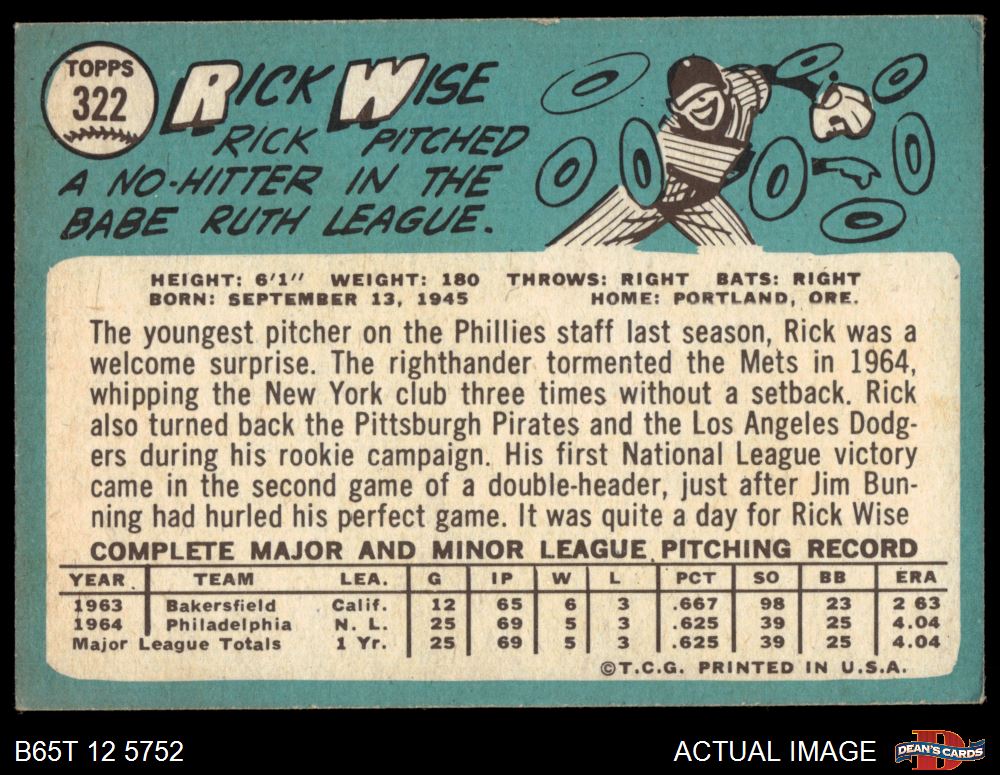 TOPPS
322
RICK WISE
RICK PITCHED
A NO-HITTER IN THE
BABE RUTH LEAGUE.
HEIGHT: 6'1" WEIGHT: 180 THROWS: RIGHT BATS: RIGHT
BORN: SEPTEMBER 13, 1945 HOME: PORTLAND, ORE.
The youngest pitcher on the Phillies staff last season, Rick was a
welcome surprise. The righthander tormented the Mets in 1964,
whipping the New York club three times without a setback. Rick
also turned back the Pittsburgh Pirates and the Los Angeles Dodg-
ers during his rookie campaign. His first National League victory
came in the second game of a double-header, just after Jim Bun-
ning had hurled his perfect game. It was quite a day for Rick Wise
COMPLETE MAJOR AND MINOR LEAGUE PITCHING RECORD
YEAR TEAM LEA. G IP W L PCT SO BB ERA
1963 Bakersfield Calif. 12 65 6 3 .667 98 23 2 63
1964 Philadelphia N. L. 25 69 5 3 .625 39 25 4.04
Major League Totals 1 Yr. 25 69 5 3 .625 39 25 4.04
©T.C.G. PRINTED IN U.S.A.
B65T 12 5752 ACTUAL IMAGE DEAN'S CARDS